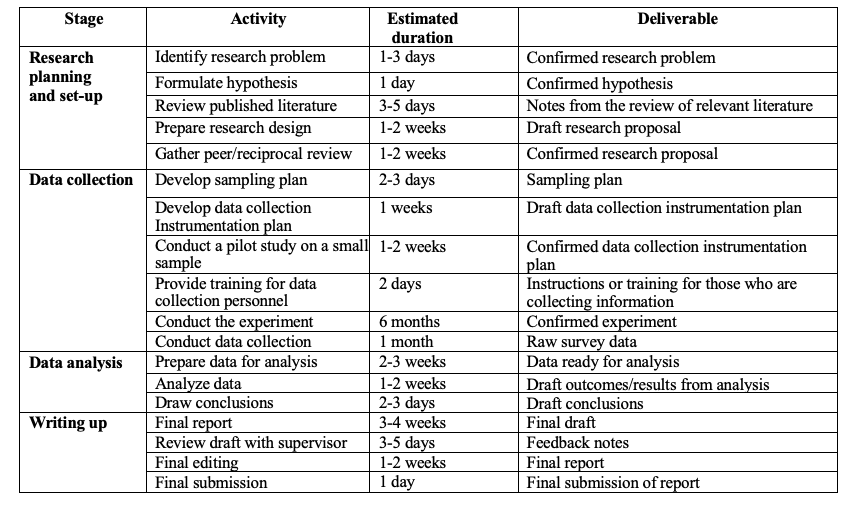 Stage Activity Estimated duration Deliverable
Research planning and set-up Identify research problem 1-3 days Confirmed research problem
Formulate hypothesis 1 day Confirmed hypothesis
Review published literature 3-5 days Notes from the review of relevant literature
Prepare research design 1-2 weeks Draft research proposal
Gather peer/reciprocal review 1-2 weeks Confirmed research proposal
Data collection Develop sampling plan 2-3 days Sampling plan
Develop data collection Instrumentation plan 1 weeks Draft data collection instrumentation plan
Conduct a pilot study on a small sample 1-2 weeks Confirmed data collection instrumentation plan
Provide training for data collection personnel 2 days Instructions or training for those who are collecting information
Conduct the experiment 6 months Confirmed experiment
Conduct data collection 1 month Raw survey data
Data analysis Prepare data for analysis 2-3 weeks Data ready for analysis
Analyze data 1-2 weeks Draft outcomes/results from analysis
Draw conclusions 2-3 days Draft conclusions
Writing up Final report 3-4 weeks Final draft
Review draft with supervisor 3-5 days Feedback notes
Final editing 1-2 weeks Final report
Final submission 1 day Final submission of report